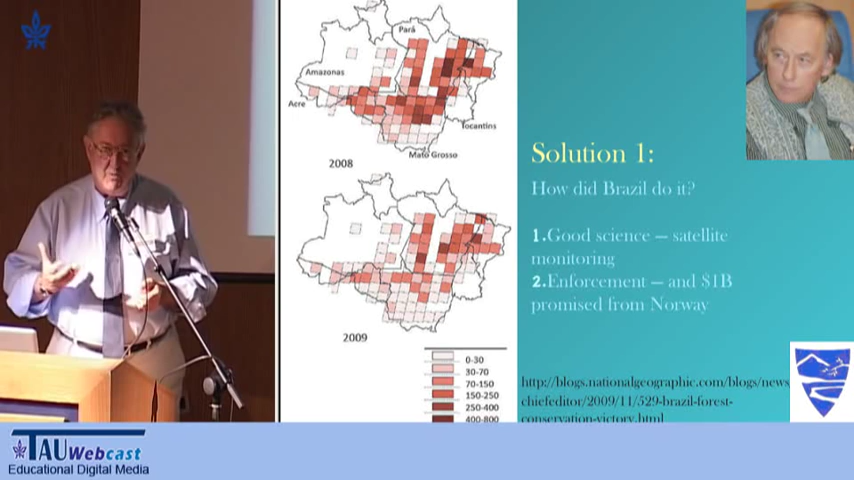 Pará
Amazonas
Acre
Tocantins
Mato Grosso
2008
2009
0-30
30-70
70-150
150-250
250-400
400-800
Solution 1:
How did Brazil do it?
1.Good science — satellite
monitoring
2.Enforcement — and $1B
promised from Norway
http://blogs.nationalgeographic.com/blogs/news
chiefeditor/2009/11/529-brazil-forest-
conservation-victory.html
TAU Webcast
Educational Digital Media